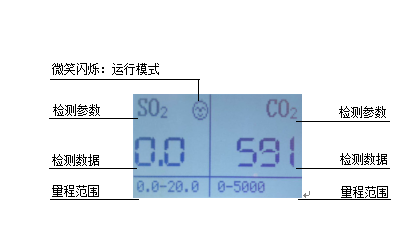 微笑闪烁：运行模式
检测参数 SO2 CO2 检测参数
检测数据 0.0 591 检测数据
量程范围 0.0-20.0 0-5000 量程范围